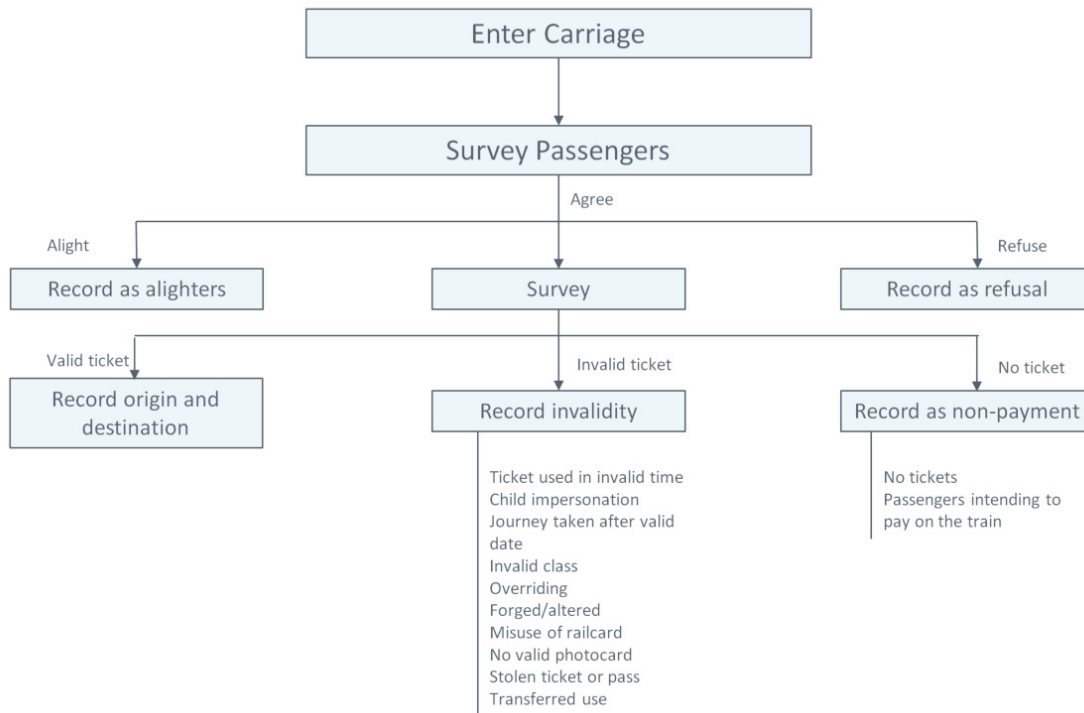 Enter Carriage
Survey Passengers
Agree
Alight
Refuse
Record as alighters
Survey
Record as refusal
Valid ticket
Invalid ticket
No ticket
Record origin and
destination
Record invalidity
Record as non-payment
Ticket used in invalid time
Child impersonation
Journey taken after valid
date
Invalid class
Overriding
Forged/altered
Misuse of railcard
No valid photocard
Stolen ticket or pass
Transferred use
No tickets
Passengers intending to
pay on the train